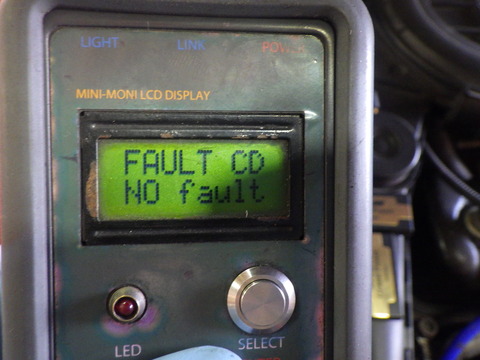 LIGHT LINK POWER
MINI-MONI LCD DISPLAY
FAULT CD
NO fault
LED SELECT